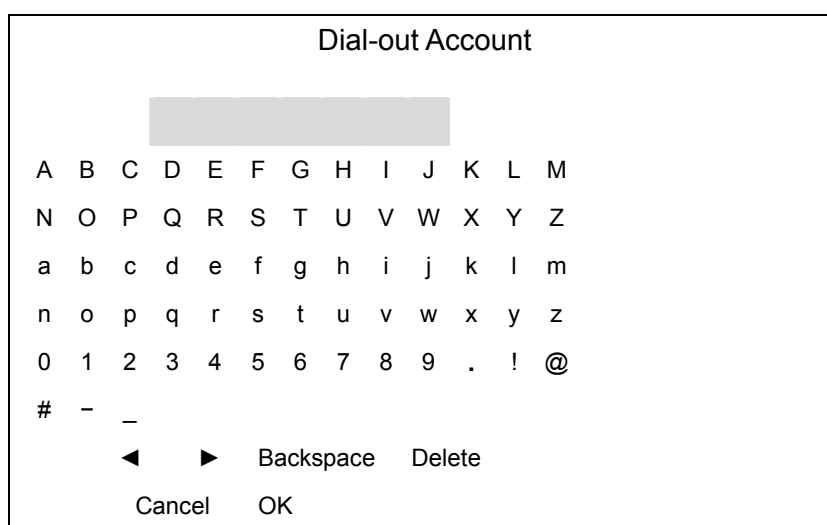 Dial-out Account
A B C D E F G H I J K L M
N O P Q R S T U V W X Y Z
a b c d e f g h i j k l m
n o p q r s t u v w x y z
0 1 2 3 4 5 6 7 8 9 . ! @
# − _
◄ ► Backspace Delete
Cancel OK